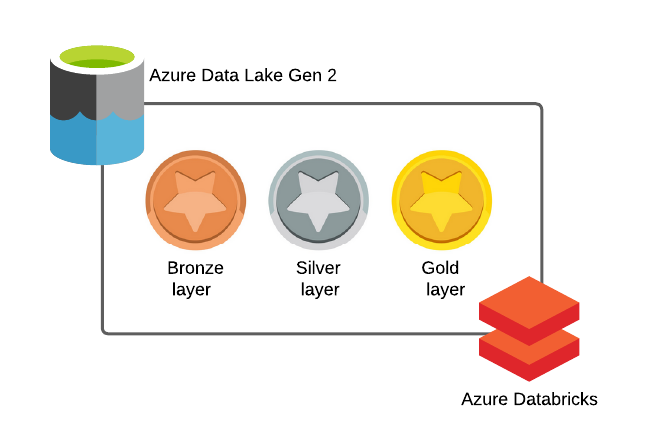 Azure Data Lake Gen 2
Bronze
layer
Silver
layer
Gold
layer
Azure Databricks